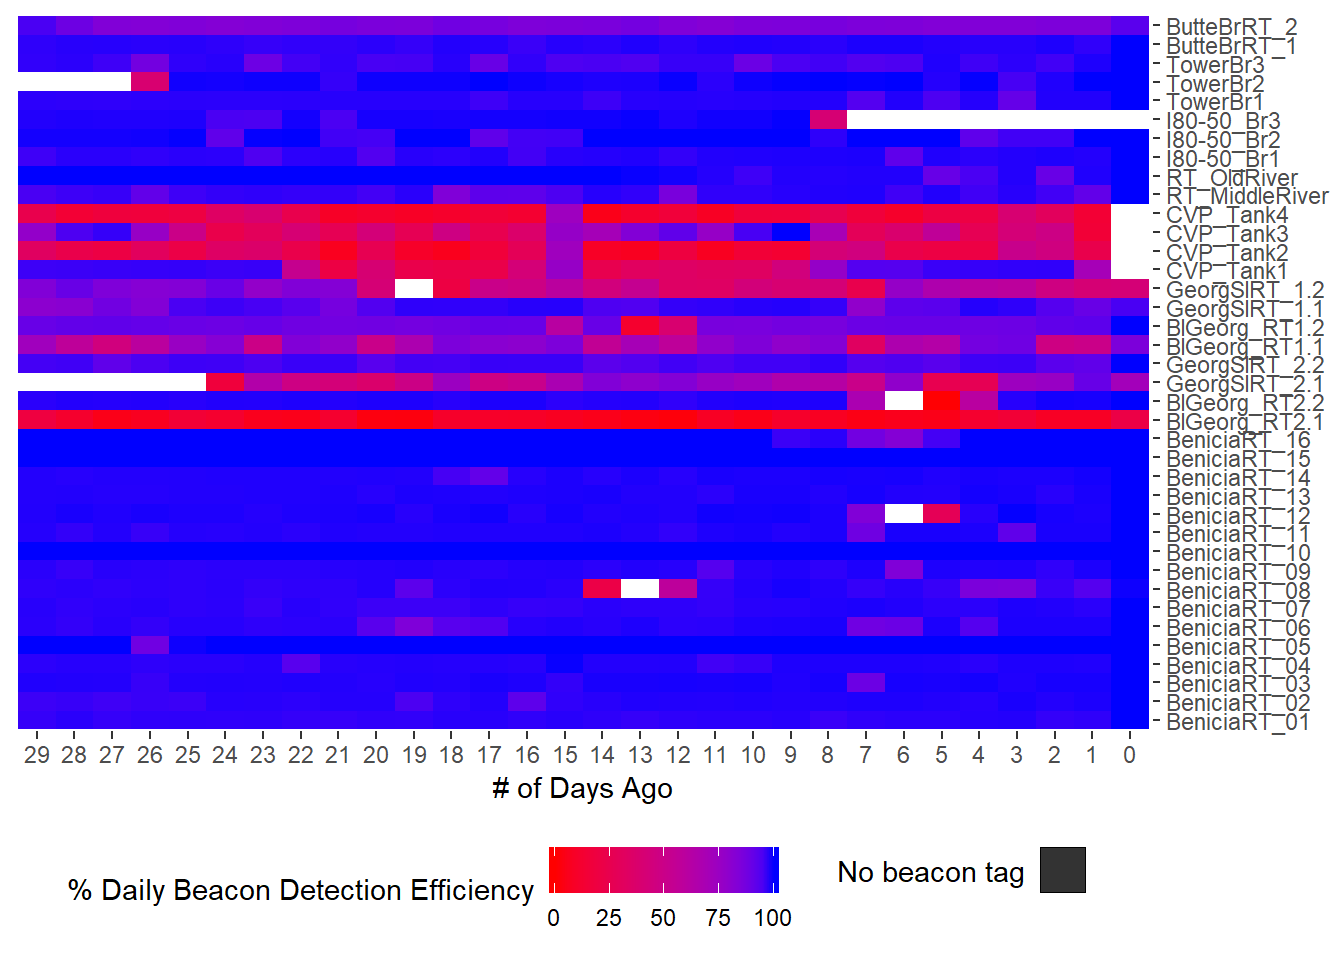 ButteBrRT_2
ButteBrRT_1
TowerBr3
TowerBr2
TowerBr1
I80-50_Br3
I80-50_Br2
I80-50_Br1
RT_OldRiver
RT_MiddleRiver
CVP_Tank4
CVP_Tank3
CVP_Tank2
CVP_Tank1
GeorgSlRT_1.2
GeorgSlRT_1.1
BlGeorg_RT1.2
BlGeorg_RT1.1
GeorgSlRT_2.2
GeorgSlRT_2.1
BlGeorg_RT2.2
BlGeorg_RT2.1
BeniciaRT_16
BeniciaRT_15
BeniciaRT_14
BeniciaRT_13
BeniciaRT_12
BeniciaRT_11
BeniciaRT_10
BeniciaRT_09
BeniciaRT_08
BeniciaRT_07
BeniciaRT_06
BeniciaRT_05
BeniciaRT_04
BeniciaRT_03
BeniciaRT_02
BeniciaRT_01
29 28 27 26 25 24 23 22 21 20 19 18 17 16 15 14 13 12 11 10 9 8 7 6 5 4 3 2 1 0
# of Days Ago
% Daily Beacon Detection Efficiency
0 25 50 75 100
No beacon tag